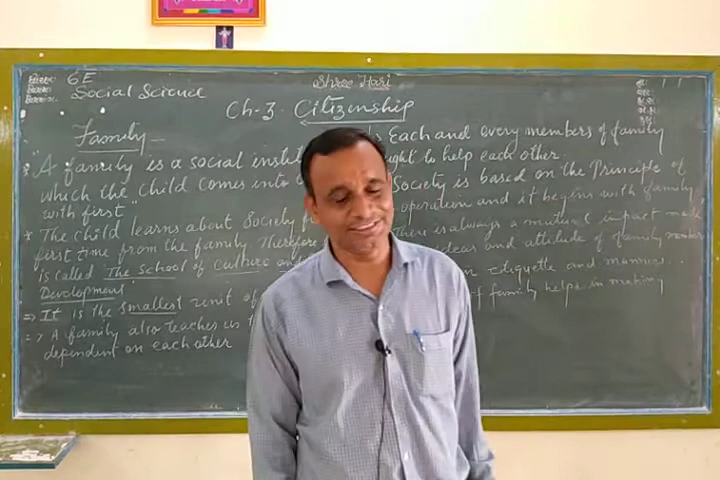 6E
Social Science
Shree Hari
Ch-3. Citizenship
Family
A family is a social
which the child comes into
with first
The child learns about Society
first time from the family. Therefore
is called The School of Culture and
Development
It is the smallest unit of
A family also teaches us
dependent on each other
Each and every members of family
taught to help each other
Society is based on the Principle of
operation and it begins with family
There is always a mutual impact
ideas and attitude of family members
Etiquette and manners
of family helps in making